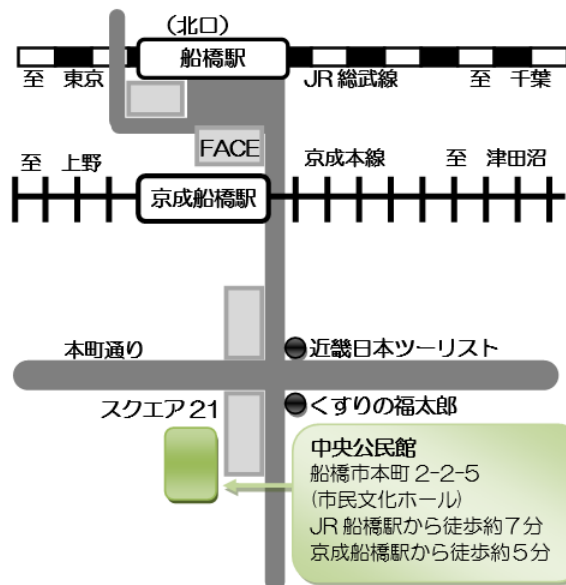 （北口）
船橋駅
至　東京
JR 総武線
至　千葉
FACE
至　上野
京成本線
至　津田沼
京成船橋駅
本町通り
近畿日本ツーリスト
スクエア 21
くすりの福太郎
中央公民館
船橋市本町 2-2-5
(市民文化ホール)
JR 船橋駅から徒歩約７分
京成船橋駅から徒歩約５分